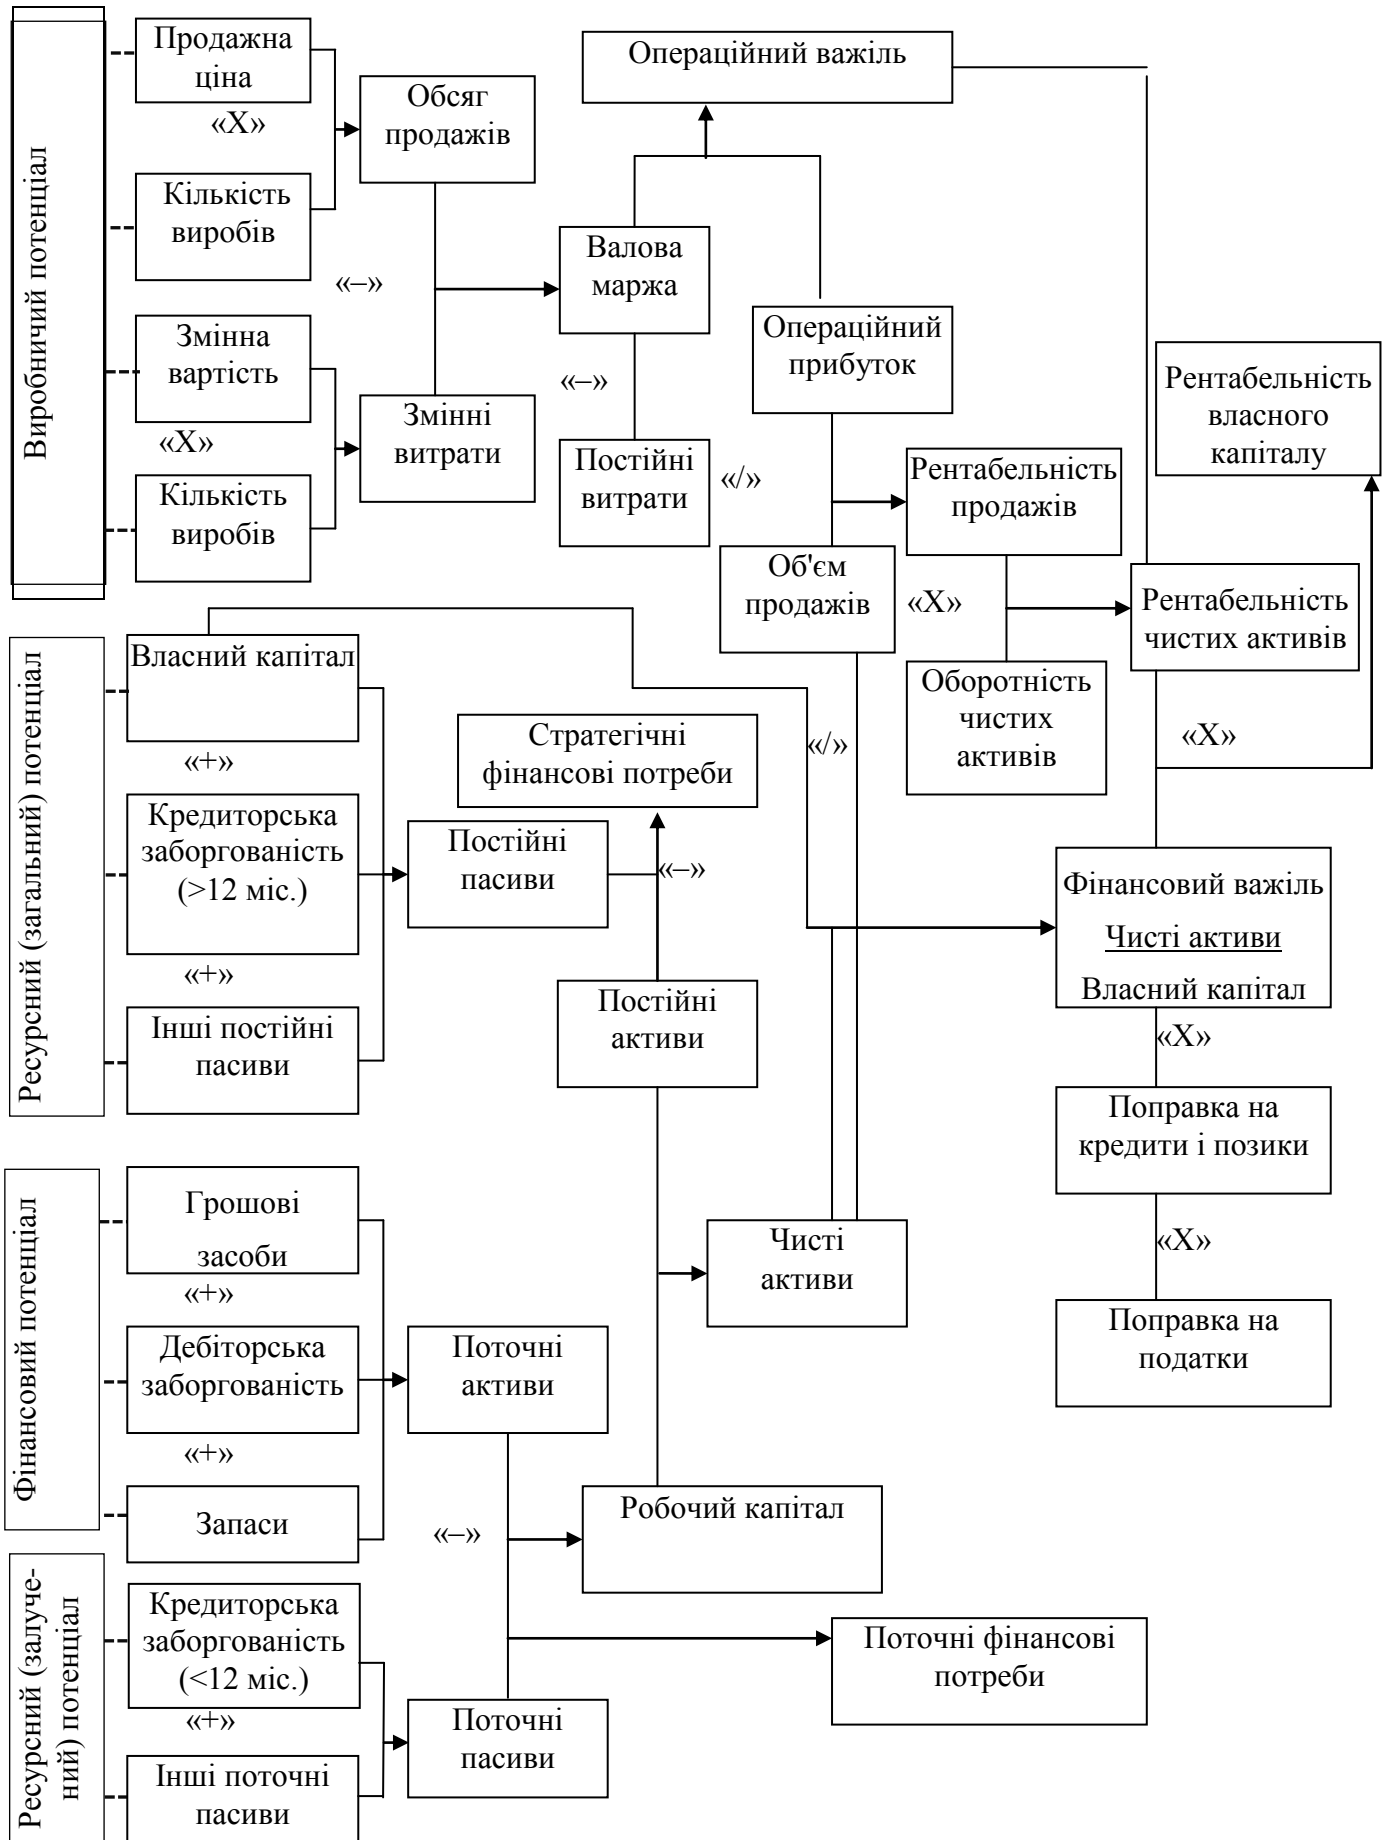 Виробничий потенціал
Продажна
ціна
«Х»
Кількість
виробів
Обсяг
продажів
«–»
Змінна
вартість
«Х»
Кількість
виробів
Змінні
витрати
Операційний важіль
Валова
маржа
«–»
Постійні
витрати
Операційний
прибуток
«/»
Об'єм
продажів
Рентабельність
продажів
«Х»
Оборотність
чистих
активів
Рентабельність
чистих активів
Рентабельність
власного
капіталу
«Х»
Ресурсний (загальний) потенціал
Власний капітал
«+»
Кредиторська
заборгованість
(>12 міс.)
«+»
Інші постійні
пасиви
Постійні
пасиви
Стратегічні
фінансові потреби
«–»
Постійні
активи
«/»
Фінансовий важіль
Чисті активи
Власний капітал
«Х»
Поправка на
кредити і позики
«Х»
Поправка на
податки
Фінансовий потенціал
Грошові
засоби
«+»
Дебіторська
заборгованість
«+»
Запаси
Поточні
активи
Чисті
активи
«–»
Робочий капітал
Ресурсний (залуче-
ний) потенціал
Кредиторська
заборгованість
(<12 міс.)
«+»
Інші поточні
пасиви
Поточні
пасиви
Поточні фінансові
потреби